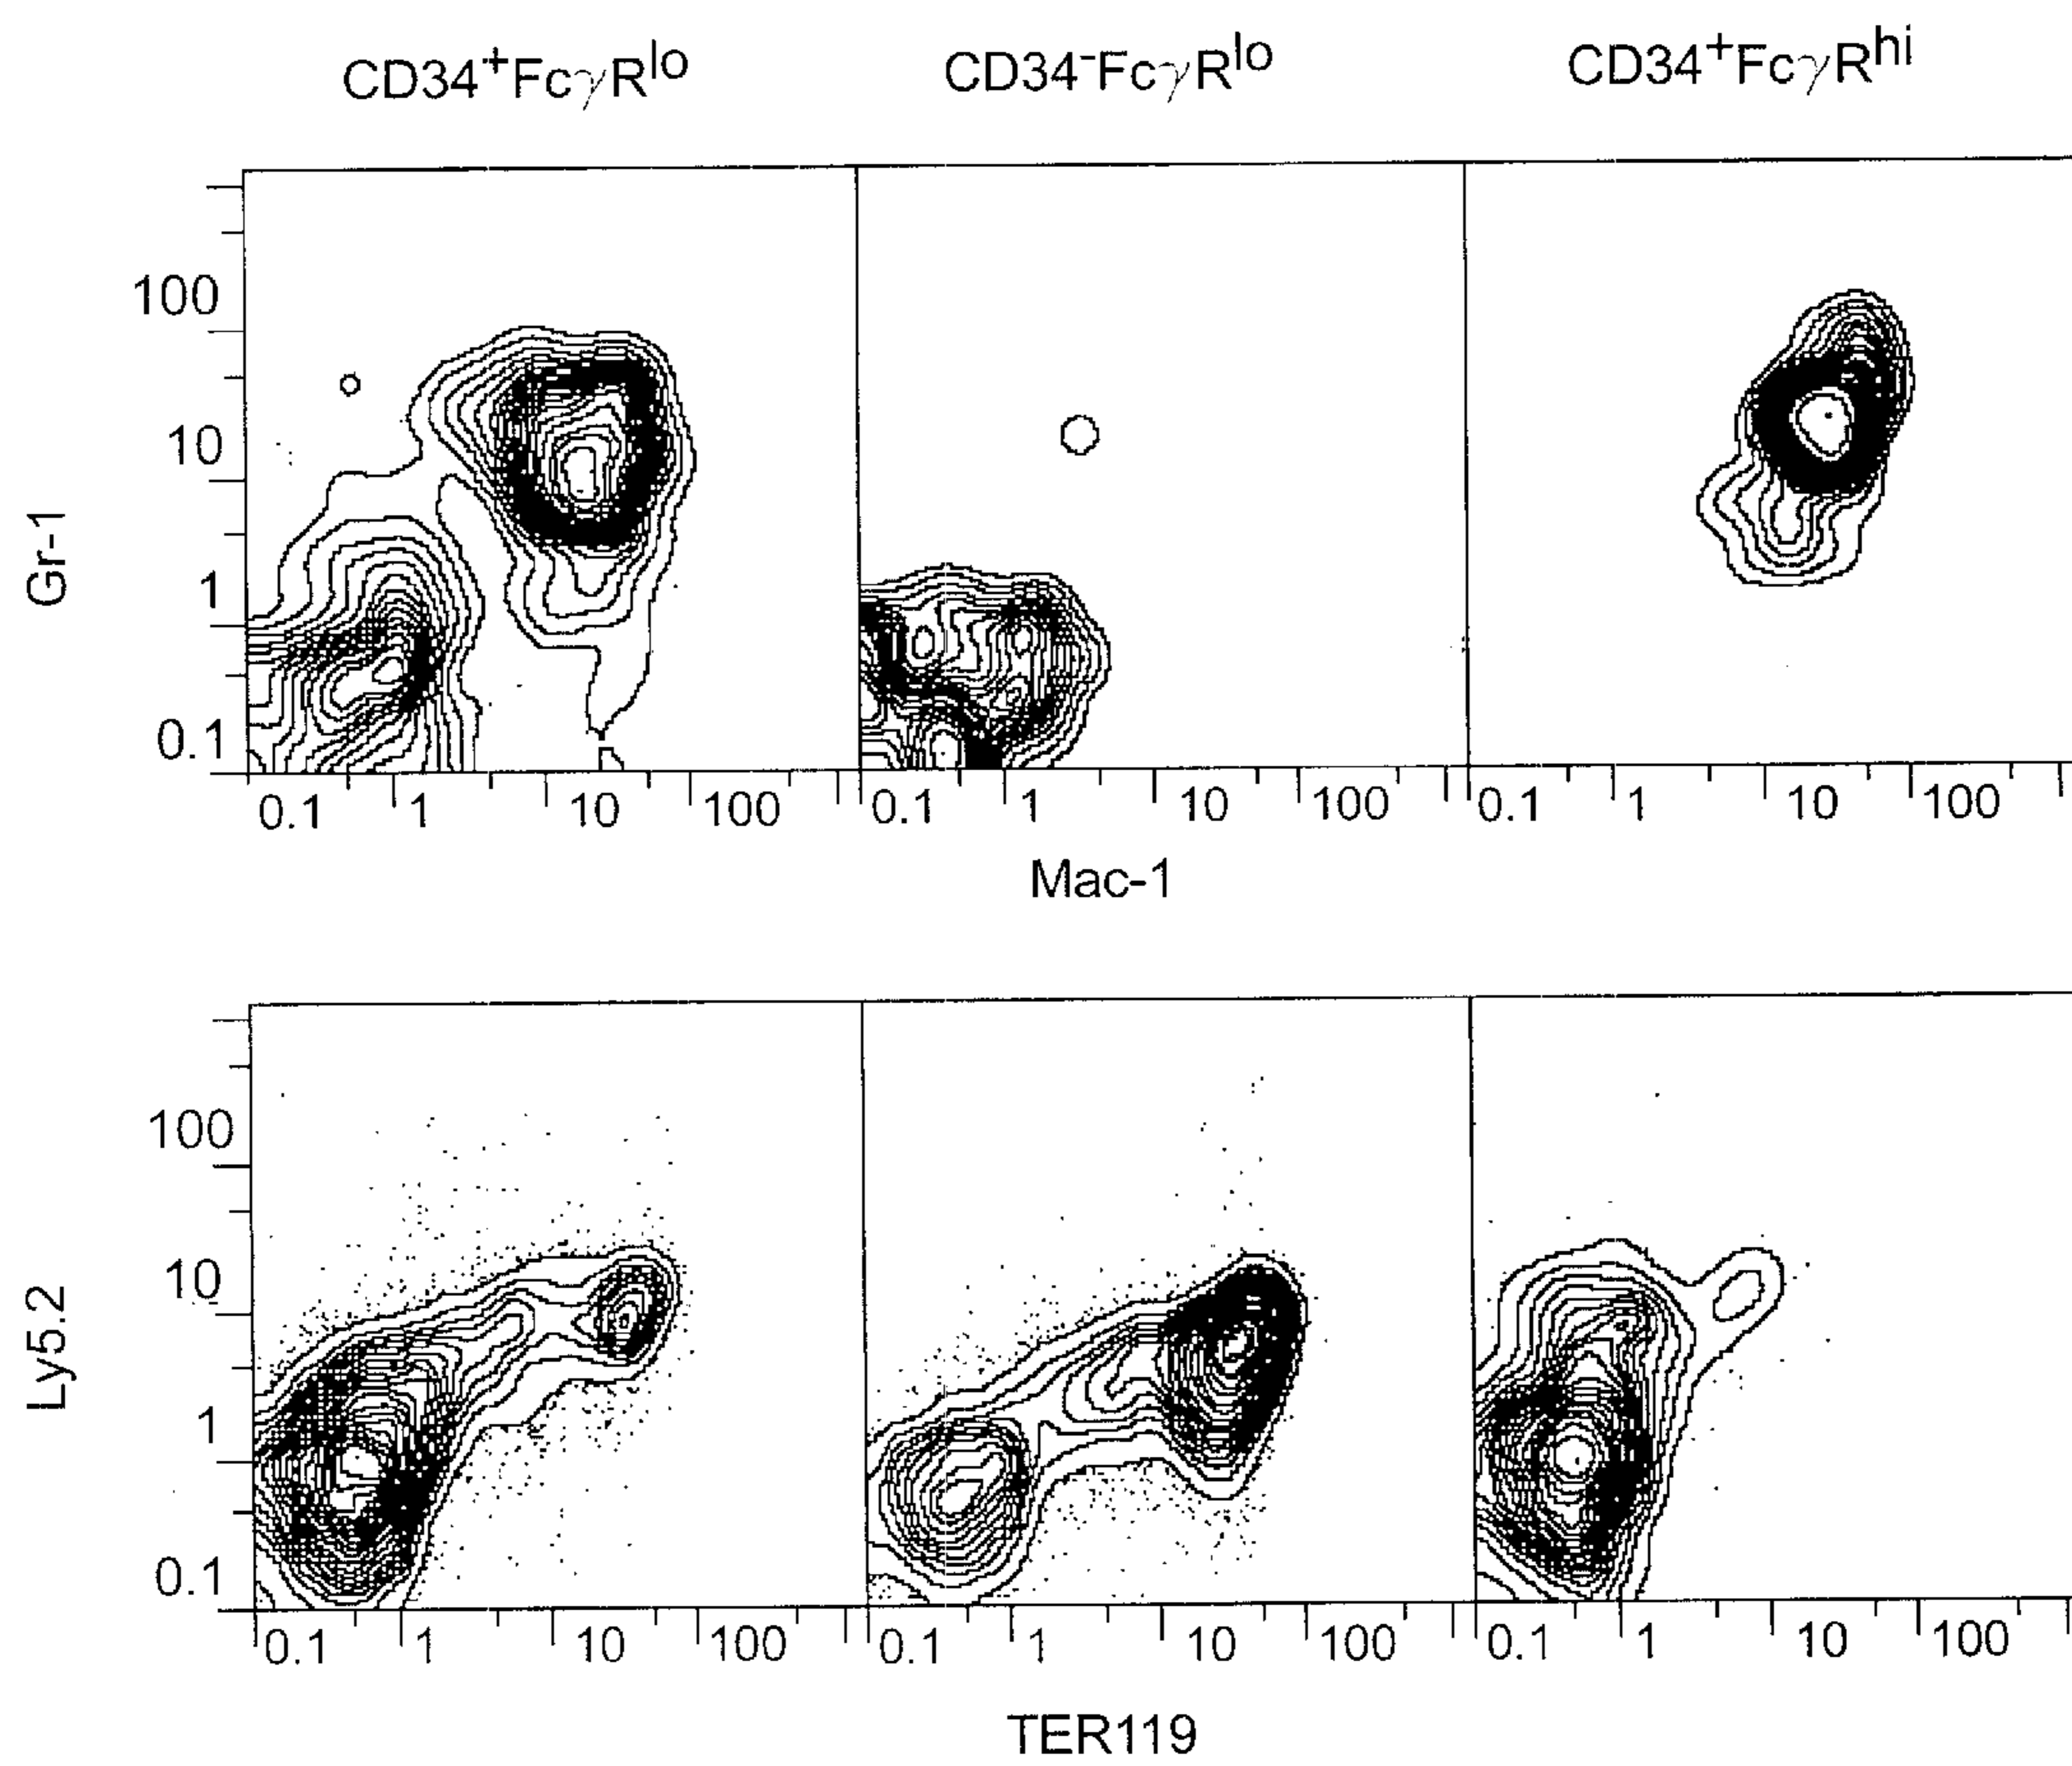 CD34⁺FcγRˡᵒ CD34⁻FcγRˡᵒ CD34⁺FcγRʰⁱ
100
10
1
0.1
Gr-1
0.1 1 10 100 0.1 1 10 100 0.1 1 10 100
Mac-1
100
10
1
0.1
Ly5.2
0.1 1 10 100 0.1 1 10 100 0.1 1 10 100
TER119